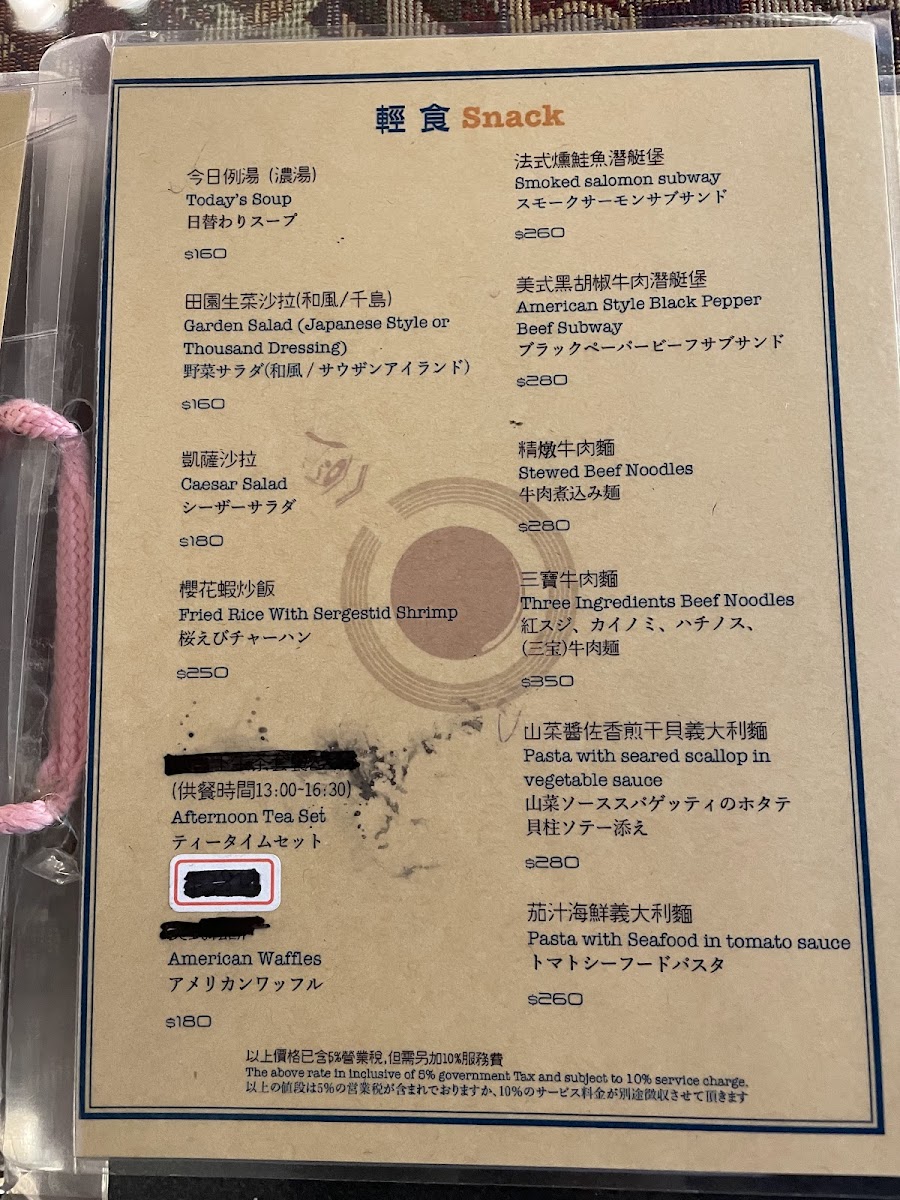 輕食 Snack
今日例湯 (濃湯)
Today's Soup
日替わりスープ
$160
田園生菜沙拉(和風/千島)
Garden Salad (Japanese Style or
Thousand Dressing)
野菜サラダ(和風 / サウザンアイランド)
$160
凱薩沙拉
Caesar Salad
シーザーサラダ
$180
櫻花蝦炒飯
Fried Rice With Sergestid Shrimp
桜えびチャーハン
$250
(供餐時間13:00~16:30)
Afternoon Tea Set
ティータイムセット
American Waffles
アメリカンワッフル
$180
法式燻鮭魚潛艇堡
Smoked salomon subway
スモークサーモンサブサンド
$260
美式黑胡椒牛肉潛艇堡
American Style Black Pepper
Beef Subway
ブラックペーパービーフサブサンド
$280
精燉牛肉麵
Stewed Beef Noodles
牛肉煮込み麺
$280
三寶牛肉麵
Three Ingredients Beef Noodles
紅スジ、カイノミ、ハチノス、
(三宝)牛肉麺
$350
山菜醬佐香煎干貝義大利麵
Pasta with seared scallop in
vegetable sauce
山菜ソーススパゲッティのホタテ
貝柱ソテー添え
$280
茄汁海鮮義大利麵
Pasta with Seafood in tomato sauce
トマトシーフードパスタ
$260
以上價格已含5%營業稅,但需另加10%服務費
The above rate in inclusive of 5% government Tax and subject to 10% service charge.
以上の値段は5%の営業税が含まれておりますか、10%のサービス料金が別途徴収させて頂きます